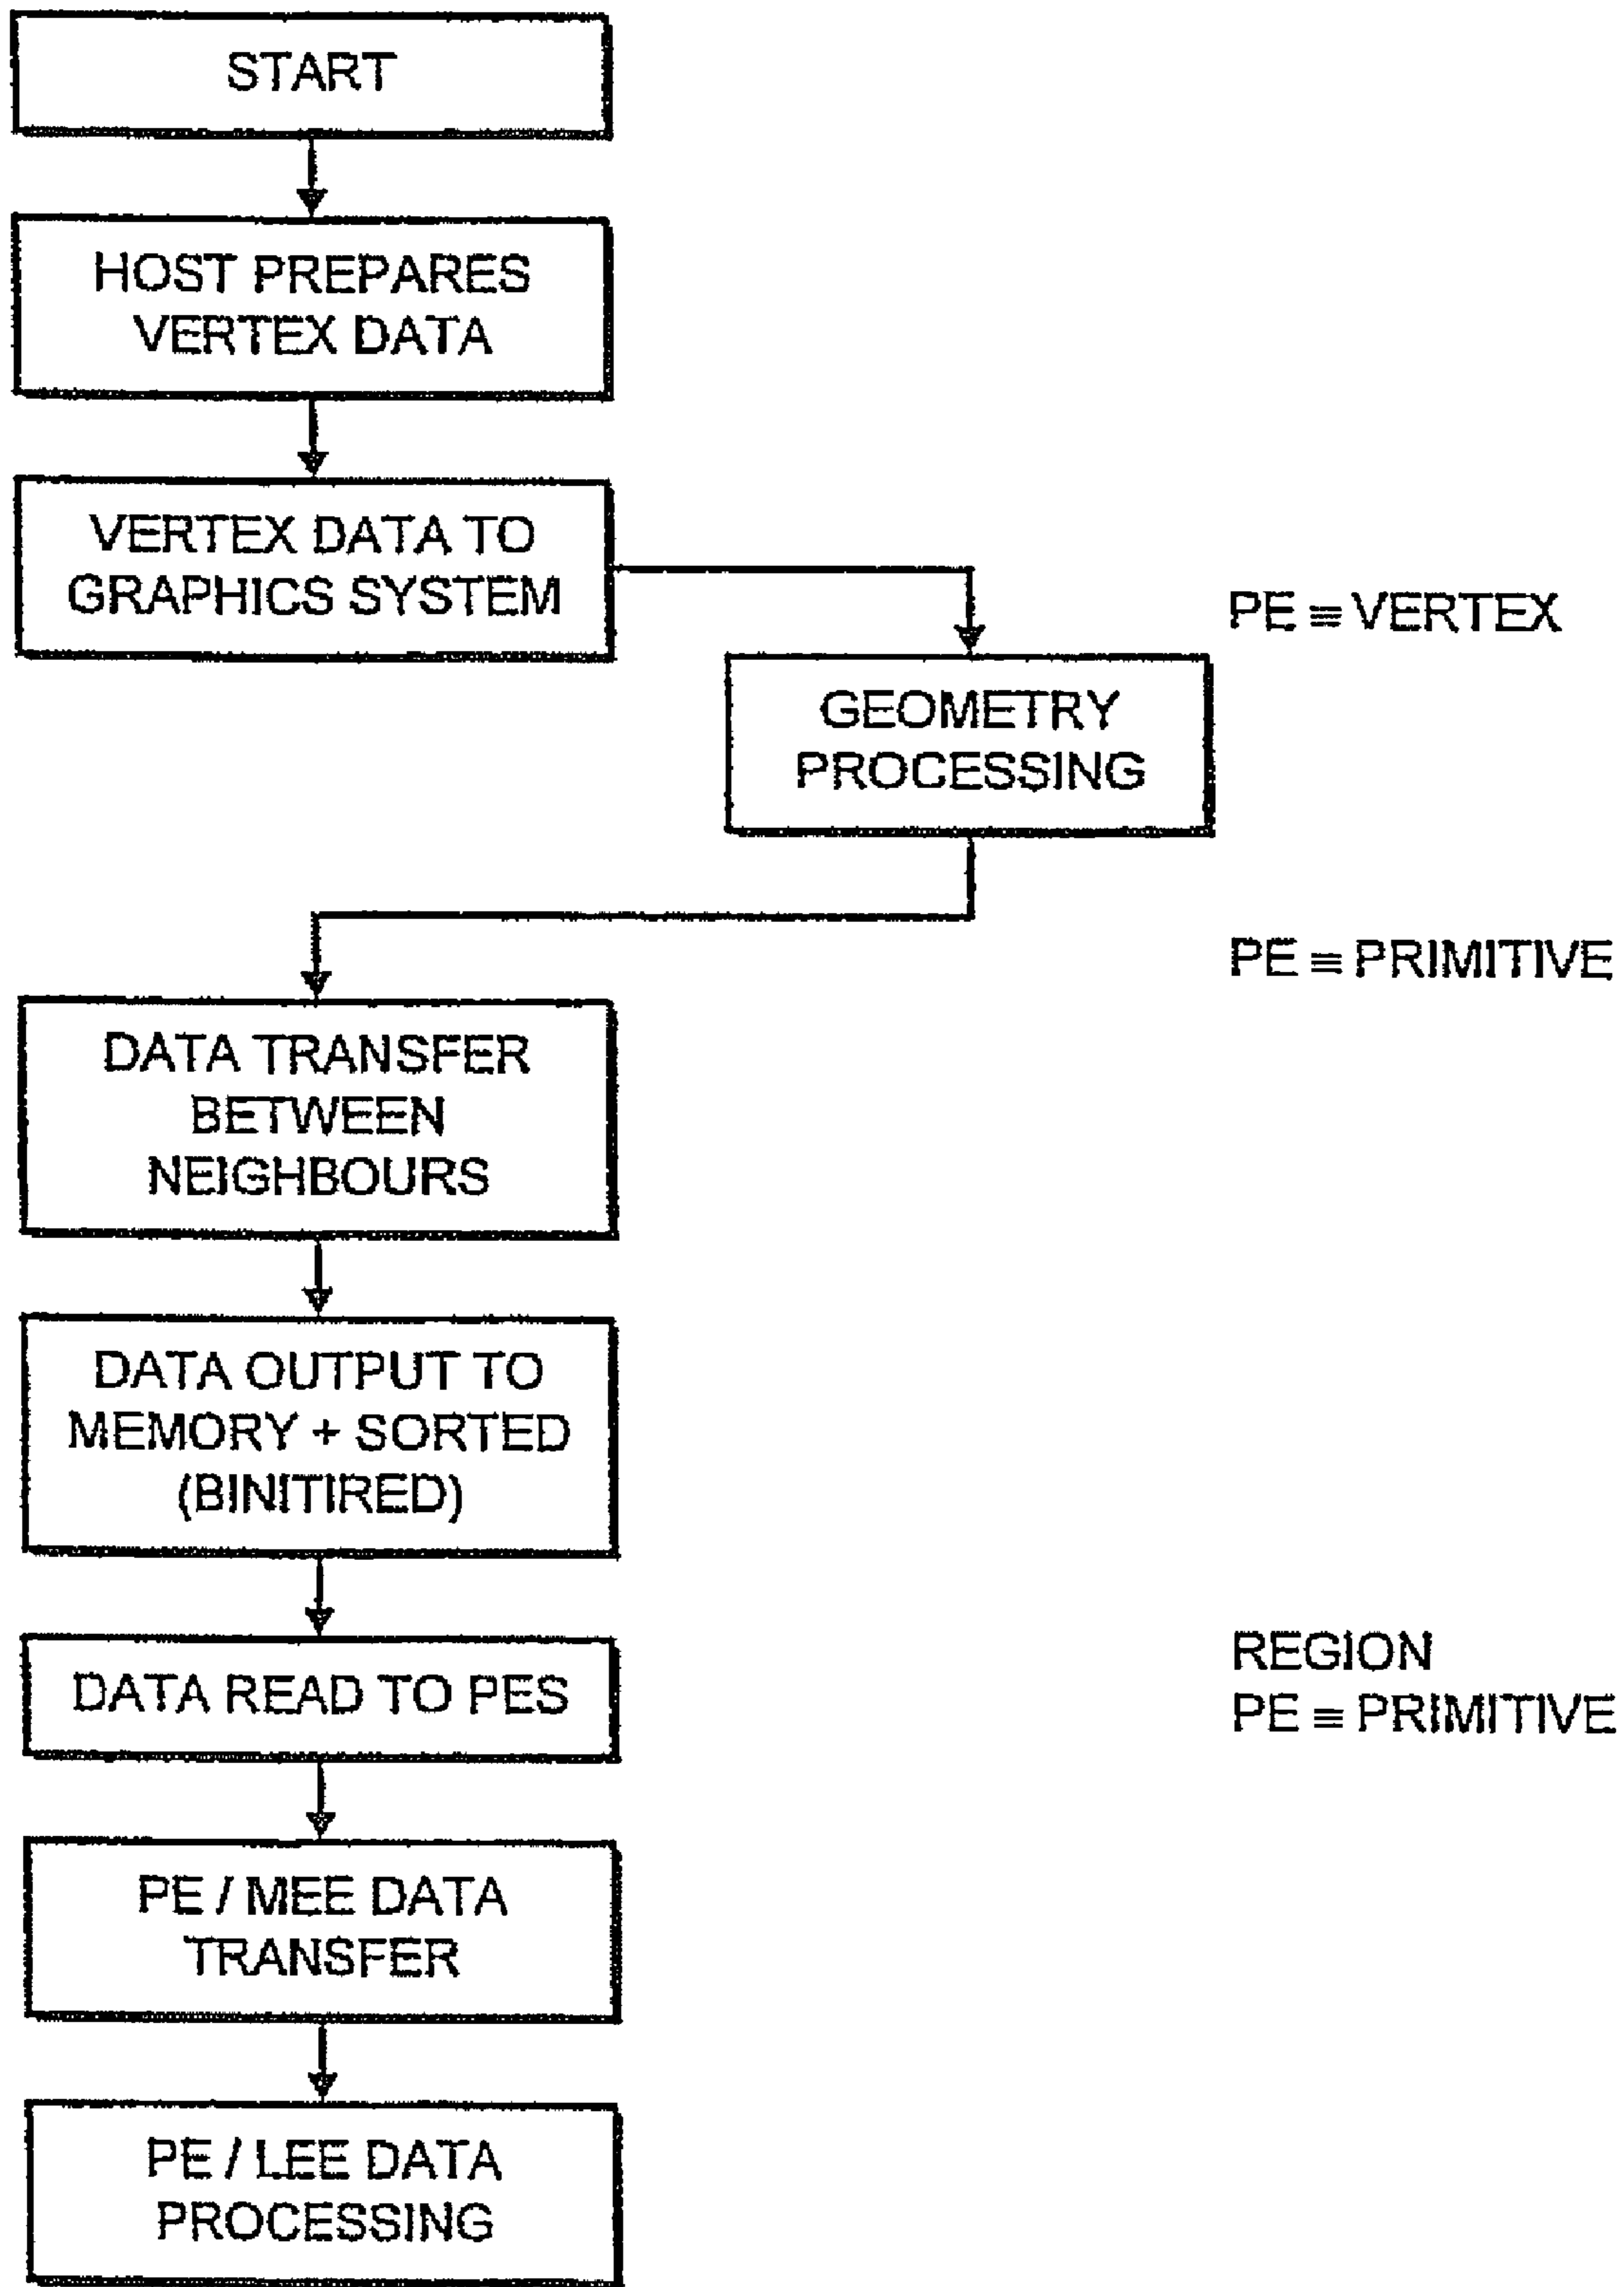 START
HOST PREPARES
VERTEX DATA
VERTEX DATA TO
GRAPHICS SYSTEM
PE ≡ VERTEX
GEOMETRY
PROCESSING
PE ≡ PRIMITIVE
DATA TRANSFER
BETWEEN
NEIGHBOURS
DATA OUTPUT TO
MEMORY + SORTED
(BINITIRED)
DATA READ TO PES
REGION
PE ≡ PRIMITIVE
PE / MEE DATA
TRANSFER
PE / LEE DATA
PROCESSING